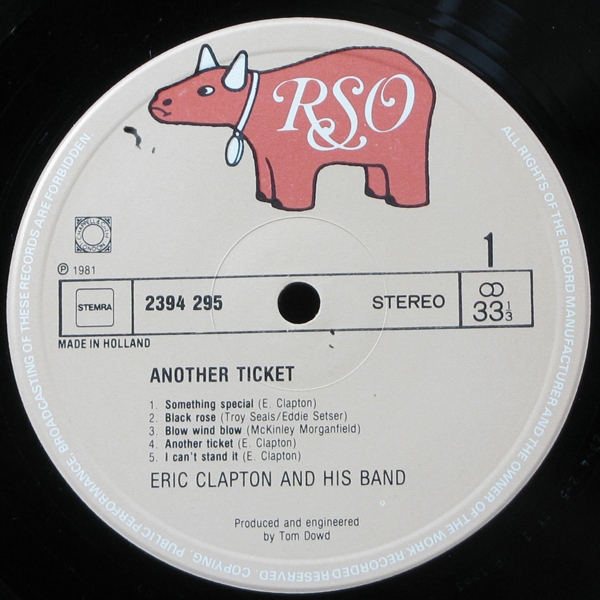 RSO
ALL RIGHTS OF THE RECORD MANUFACTURER AND THE OWNER OF THE WORK RECORDED RESERVED. COPYING, PUBLIC PERFORMANCE, BROADCASTING OF THESE RECORDS ARE FORBIDDEN.
1
℗ 1981
STEMRA
2394 295
STEREO
33 1/3
MADE IN HOLLAND
ANOTHER TICKET
1. Something special (E. Clapton)
2. Black rose (Troy Seals/Eddie Setser)
3. Blow wind blow (McKinley Morganfield)
4. Another ticket (E. Clapton)
5. I can't stand it (E. Clapton)
ERIC CLAPTON AND HIS BAND
Produced and engineered
by Tom Dowd